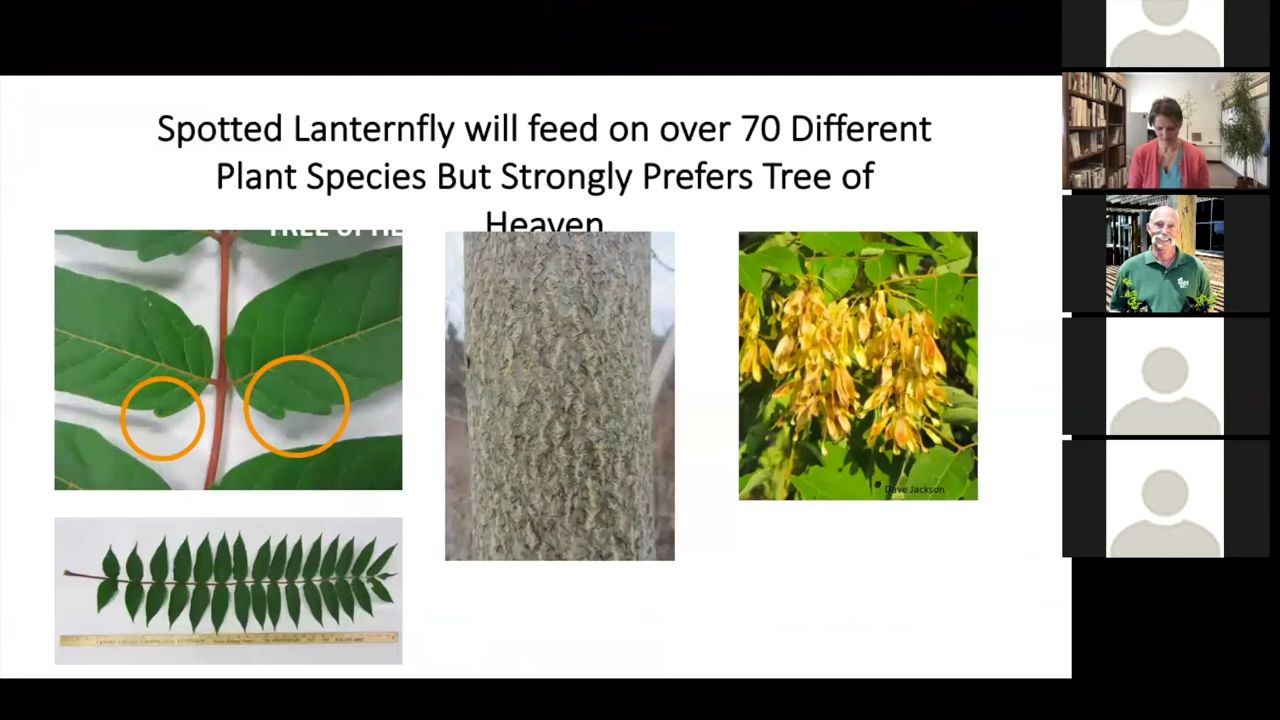 Spotted Lanternfly will feed on over 70 Different
Plant Species But Strongly Prefers Tree of
Heaven
TREE OF HE
Dave Jackson